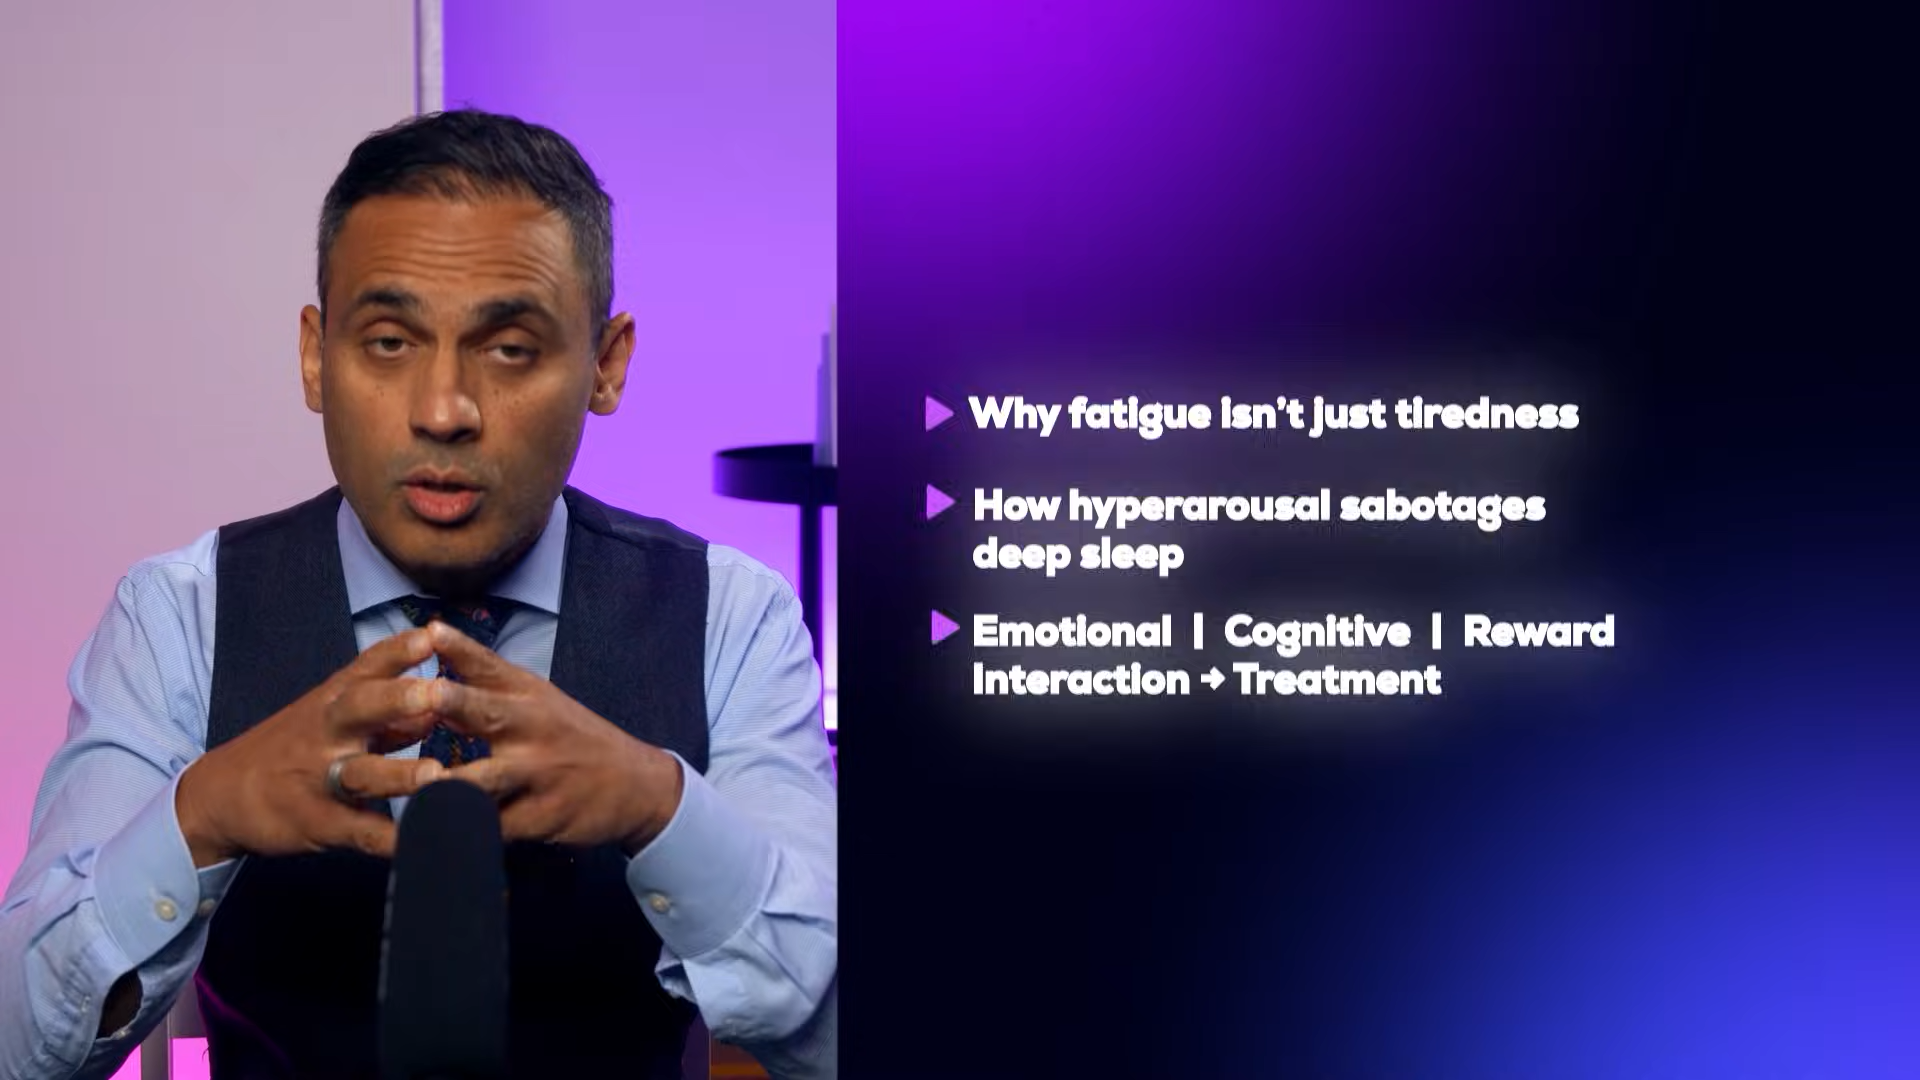 Why fatigue isn't just tiredness
How hyperarousal sabotages
deep sleep
Emotional | Cognitive | Reward
Interaction → Treatment